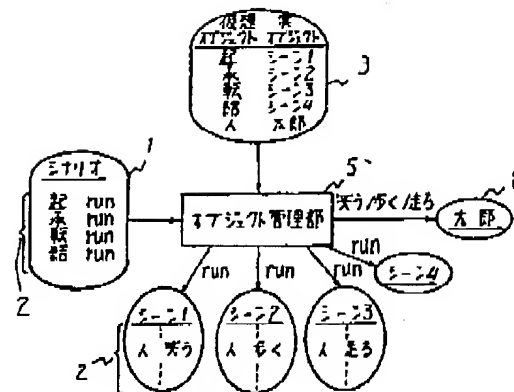 仮想 実
オブジェクト オブジェクト
起 シーン1
承 シーン2
転 シーン3
結 シーン4
人 太郎
3
1
シナリオ
起 run
承 run
転 run
結 run
2
5
オブジェクト管理部
笑う/歩く/走る
太郎
run
シーン4
run
run
run
シーン1
人 笑う
シーン2
人 歩く
シーン3
人 走る
2